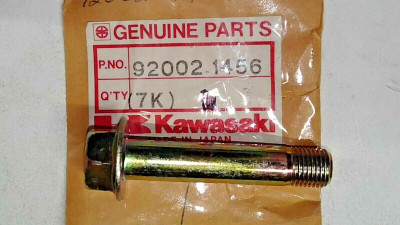 GENUINE PARTS
P.NO. 92002-1456
Q'TY (7K)
Kawasaki
MADE IN JAPAN